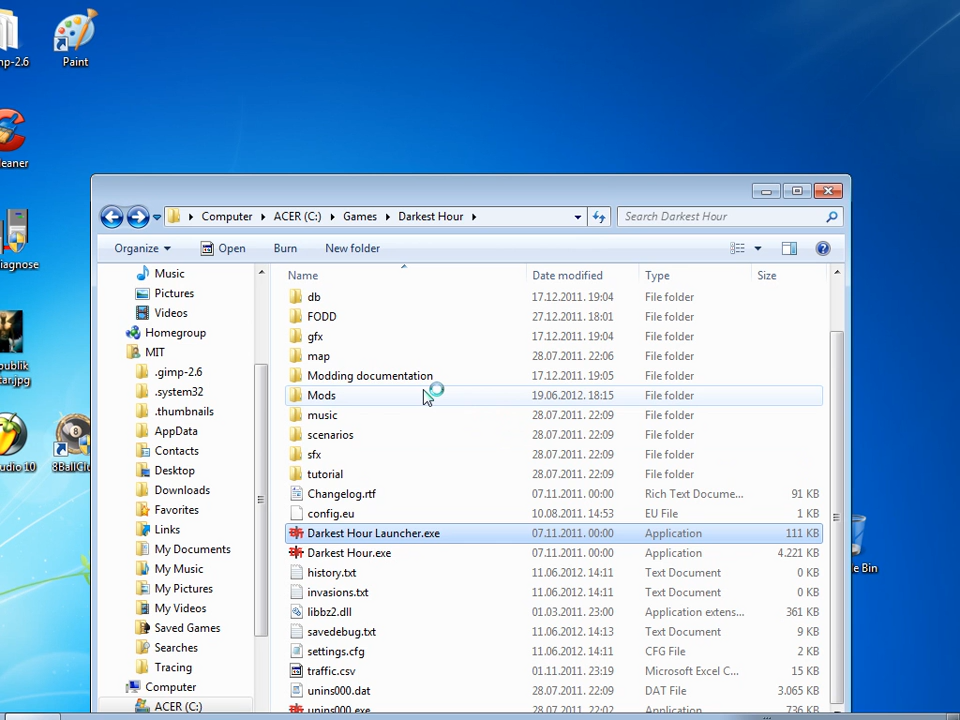 mp-2.6
Paint
leaner
iagnose
publik
tar.jpg
udio 10
8BallClu
le Bin
Computer ACER (C:) Games Darkest Hour
Search Darkest Hour
Organize Open Burn New folder
Music
Pictures
Videos
Homegroup
MIT
.gimp-2.6
.system32
.thumbnails
AppData
Contacts
Desktop
Downloads
Favorites
Links
My Documents
My Music
My Pictures
My Videos
Saved Games
Searches
Tracing
Computer
ACER (C:)
Name Date modified Type Size
db 17.12.2011. 19:04 File folder
FODD 27.12.2011. 18:01 File folder
gfx 17.12.2011. 19:04 File folder
map 28.07.2011. 22:06 File folder
Modding documentation 17.12.2011. 19:05 File folder
Mods 19.06.2012. 18:15 File folder
music 28.07.2011. 22:09 File folder
scenarios 28.07.2011. 22:09 File folder
sfx 28.07.2011. 22:09 File folder
tutorial 28.07.2011. 22:09 File folder
Changelog.rtf 07.11.2011. 00:00 Rich Text Docume... 91 KB
config.eu 10.08.2011. 14:53 EU File 1 KB
Darkest Hour Launcher.exe 07.11.2011. 00:00 Application 111 KB
Darkest Hour.exe 07.11.2011. 00:00 Application 4.221 KB
history.txt 11.06.2012. 14:11 Text Document 0 KB
invasions.txt 11.06.2012. 14:11 Text Document 0 KB
libbz2.dll 01.03.2011. 23:00 Application extens... 361 KB
savedebug.txt 11.06.2012. 14:13 Text Document 9 KB
settings.cfg 11.06.2012. 14:11 CFG File 2 KB
traffic.csv 01.11.2011. 23:19 Microsoft Excel C... 15 KB
unins000.dat 28.07.2011. 22:09 DAT File 3.065 KB
unins000.exe 28.07.2011. 22:02 Application 736 KB